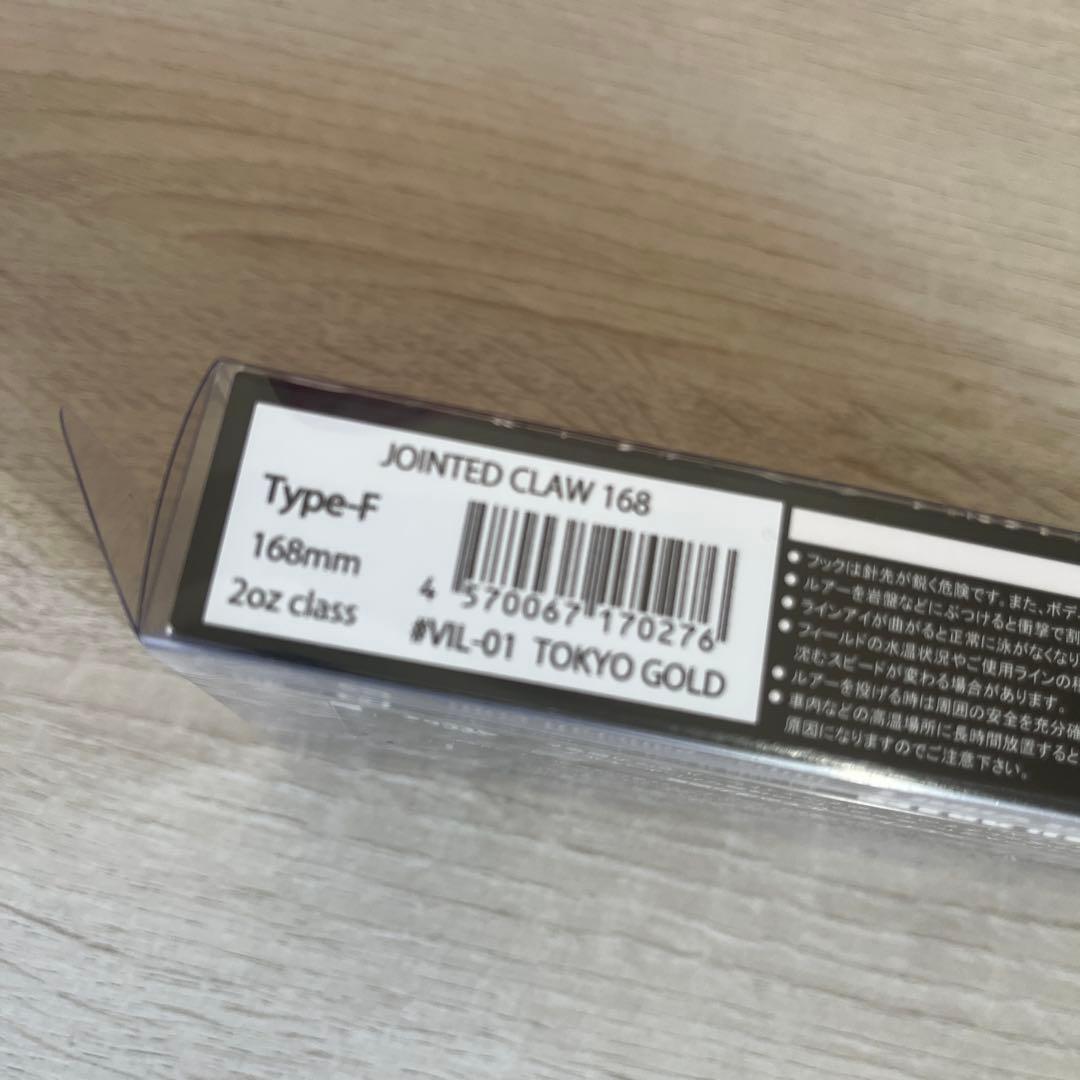 JOINTED CLAW 168
Type-F
168mm
2oz class
4 570067 170276
#VIL-01 TOKYO GOLD
● フックは針先が鋭く危険です。また、ボデ
● ルアーを岩盤などにぶつけると衝撃で割
● ラインアイが曲がると正常に泳がなくなり
● フィールドの水温状況やご使用ラインの
沈むスピードが変わる場合があります。
● ルアーを投げる時は周囲の安全を充分確
● 車内などの高温場所に長時間放置すると
原因になりますのでご注意下さい。